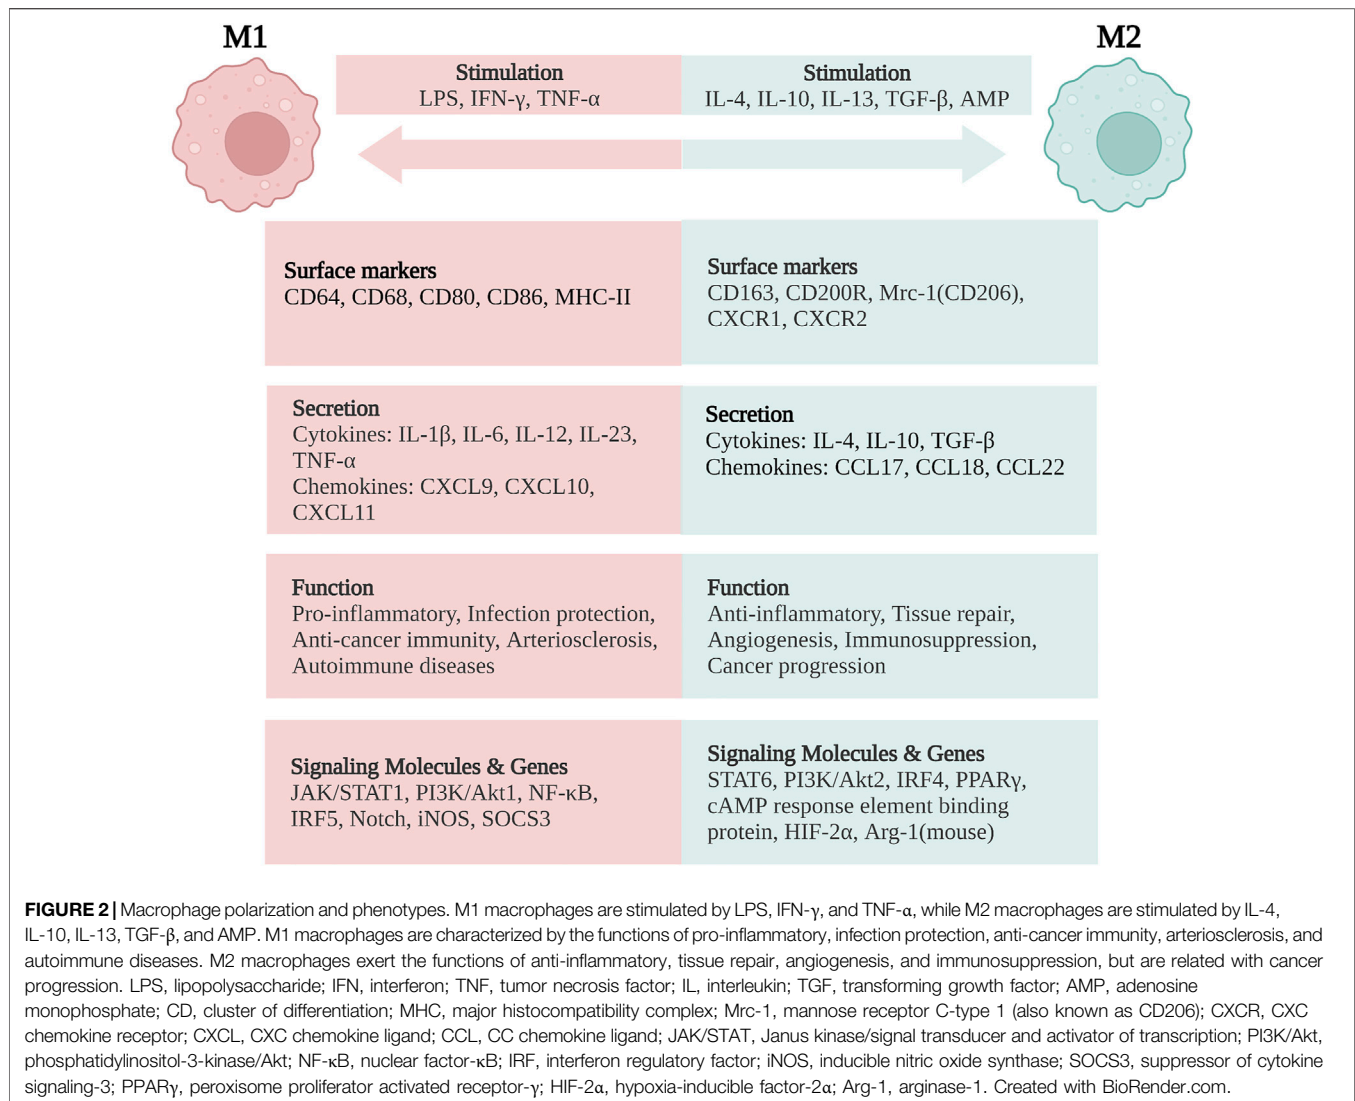 M1
M2
Stimulation
LPS, IFN-γ, TNF-α
Stimulation
IL-4, IL-10, IL-13, TGF-β, AMP
Surface markers
CD64, CD68, CD80, CD86, MHC-II
Surface markers
CD163, CD200R, Mrc-1(CD206),
CXCR1, CXCR2
Secretion
Cytokines: IL-1β, IL-6, IL-12, IL-23,
TNF-α
Chemokines: CXCL9, CXCL10,
CXCL11
Secretion
Cytokines: IL-4, IL-10, TGF-β
Chemokines: CCL17, CCL18, CCL22
Function
Pro-inflammatory, Infection protection,
Anti-cancer immunity, Arteriosclerosis,
Autoimmune diseases
Function
Anti-inflammatory, Tissue repair,
Angiogenesis, Immunosuppression,
Cancer progression
Signaling Molecules & Genes
JAK/STAT1, PI3K/Akt1, NF-κB,
IRF5, Notch, iNOS, SOCS3
Signaling Molecules & Genes
STAT6, PI3K/Akt2, IRF4, PPARγ,
cAMP response element binding
protein, HIF-2α, Arg-1(mouse)
FIGURE 2 | Macrophage polarization and phenotypes. M1 macrophages are stimulated by LPS, IFN-γ, and TNF-α, while M2 macrophages are stimulated by IL-4,
IL-10, IL-13, TGF-β, and AMP. M1 macrophages are characterized by the functions of pro-inflammatory, infection protection, anti-cancer immunity, arteriosclerosis, and
autoimmune diseases. M2 macrophages exert the functions of anti-inflammatory, tissue repair, angiogenesis, and immunosuppression, but are related with cancer
progression. LPS, lipopolysaccharide; IFN, interferon; TNF, tumor necrosis factor; IL, interleukin; TGF, transforming growth factor; AMP, adenosine
monophosphate; CD, cluster of differentiation; MHC, major histocompatibility complex; Mrc-1, mannose receptor C-type 1 (also known as CD206); CXCR, CXC
chemokine receptor; CXCL, CXC chemokine ligand; CCL, CC chemokine ligand; JAK/STAT, Janus kinase/signal transducer and activator of transcription; PI3K/Akt,
phosphatidylinositol-3-kinase/Akt; NF-κB, nuclear factor-κB; IRF, interferon regulatory factor; iNOS, inducible nitric oxide synthase; SOCS3, suppressor of cytokine
signaling-3; PPARγ, peroxisome proliferator activated receptor-γ; HIF-2α, hypoxia-inducible factor-2α; Arg-1, arginase-1. Created with BioRender.com.